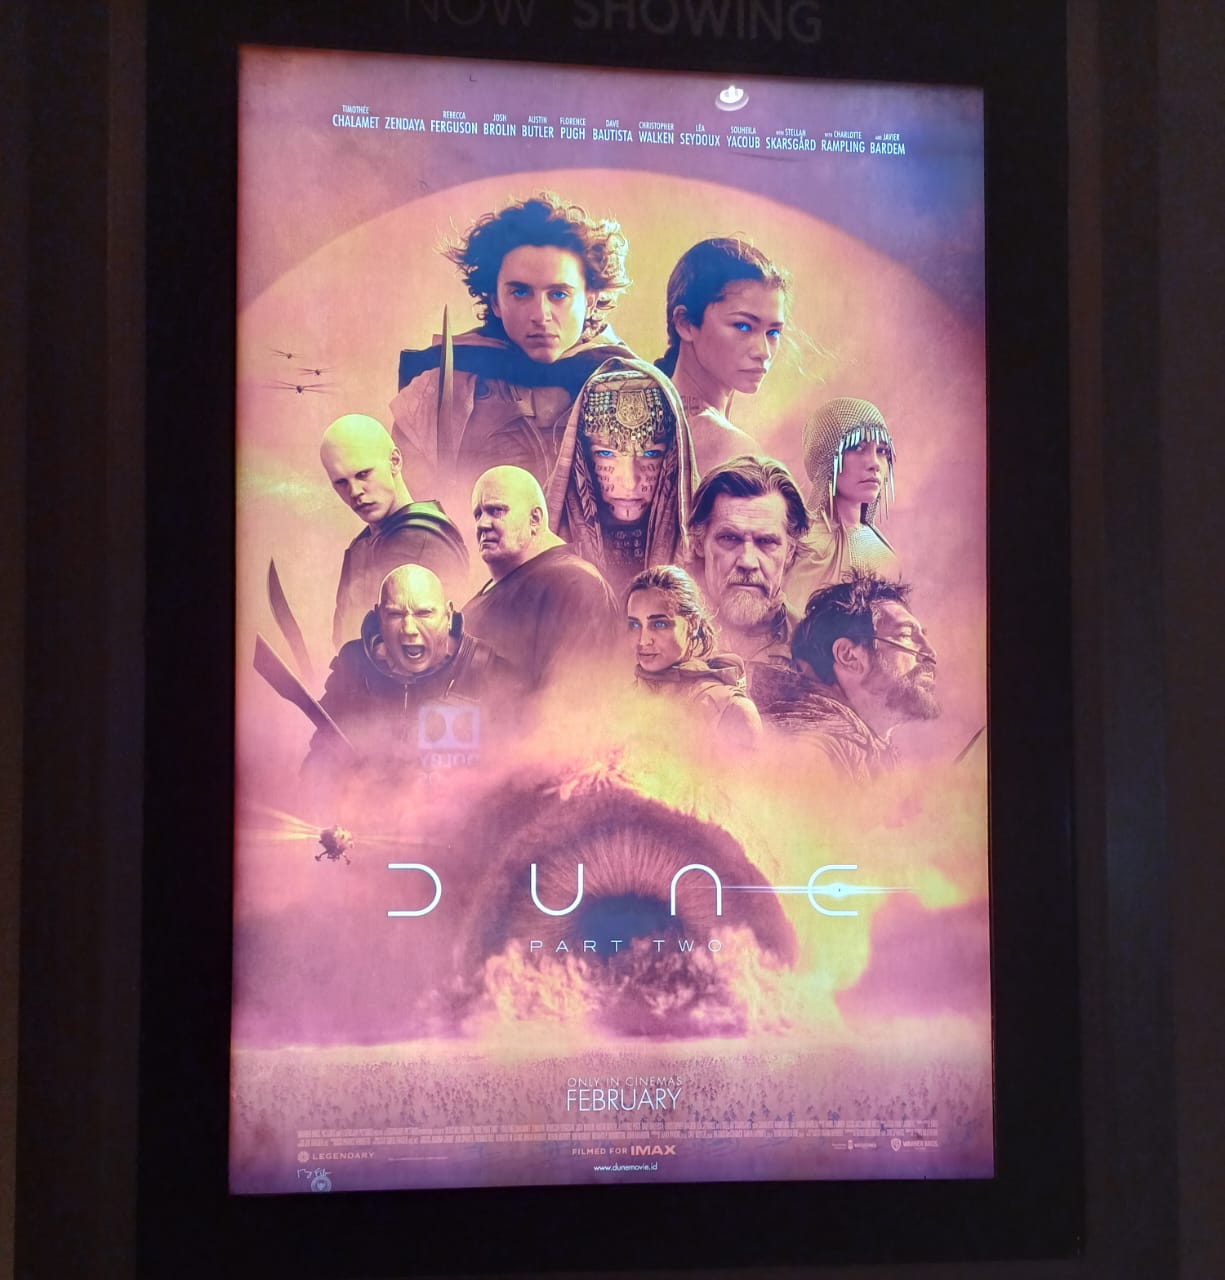 NOW SHOWING
TIMOTHÉE CHALAMET ZENDAYA REBECCA FERGUSON JOSH BROLIN AUSTIN BUTLER FLORENCE PUGH DAVE BAUTISTA CHRISTOPHER WALKEN LÉA SEYDOUX SOUHEILA YACOUB WITH STELLAN SKARSGÅRD WITH CHARLOTTE RAMPLING AND JAVIER BARDEM
DUNE
PART TWO
ONLY IN CINEMAS
FEBRUARY
LEGENDARY
FILMED FOR IMAX
WARNER BROS.
www.dunemovie.id